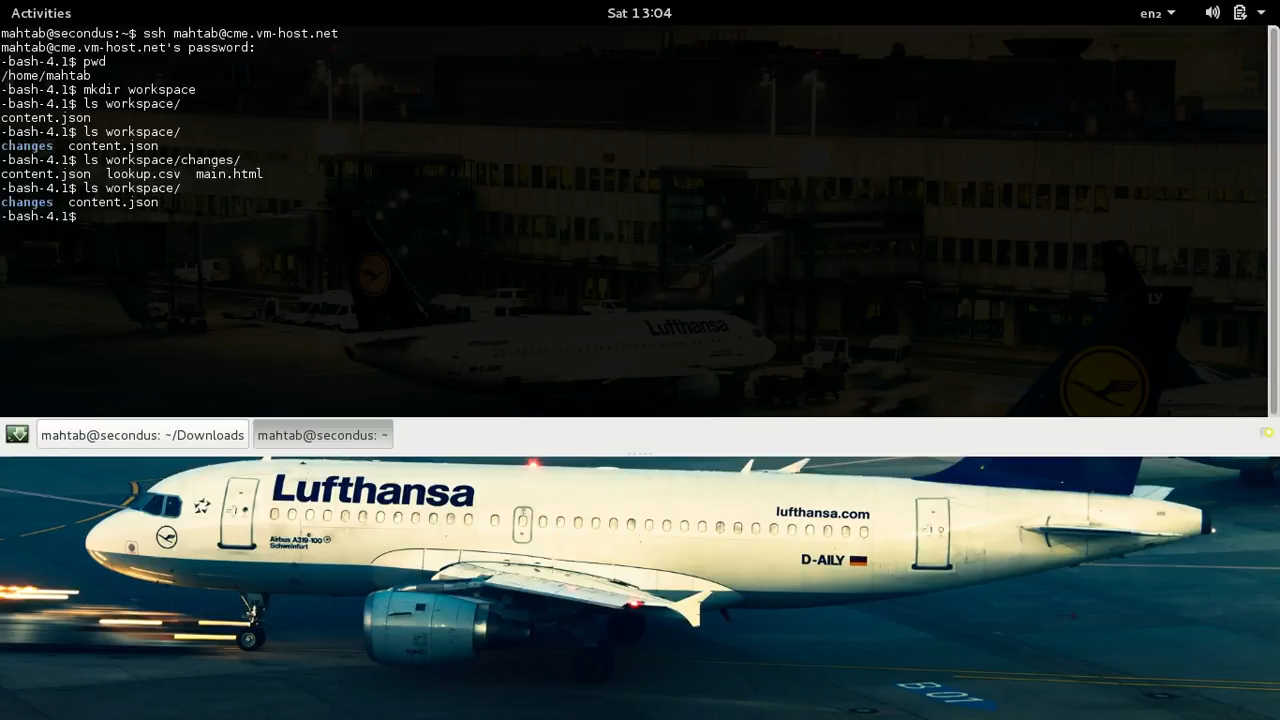 Activities
Sat 13:04
en₂
mahtab@secondus:~$ ssh mahtab@cme.vm-host.net
mahtab@cme.vm-host.net's password:
-bash-4.1$ pwd
/home/mahtab
-bash-4.1$ mkdir workspace
-bash-4.1$ ls workspace/
content.json
-bash-4.1$ ls workspace/
changes  content.json
-bash-4.1$ ls workspace/changes/
content.json  lookup.csv  main.html
-bash-4.1$ ls workspace/
changes  content.json
-bash-4.1$
LY
Lufthansa
mahtab@secondus: ~/Downloads
mahtab@secondus: ~
Lufthansa
lufthansa.com
Airbus A319-100
Schweinfurt
D-AILY
B 07